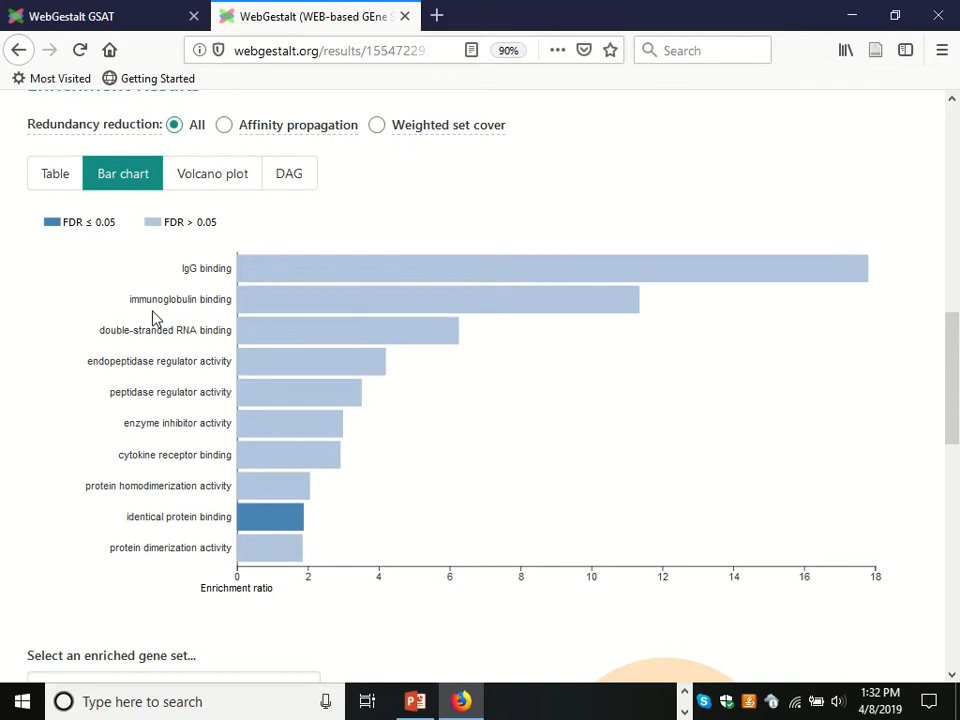 WebGestalt GSAT
WebGestalt (WEB-based GEne S
webgestalt.org/results/155472293
90%
Search
Most Visited
Getting Started
Enrichment Results
Redundancy reduction: All Affinity propagation Weighted set cover
Table Bar chart Volcano plot DAG
FDR ≤ 0.05 FDR > 0.05
IgG binding
immunoglobulin binding
double-stranded RNA binding
endopeptidase regulator activity
peptidase regulator activity
enzyme inhibitor activity
cytokine receptor binding
protein homodimerization activity
identical protein binding
protein dimerization activity
0 2 4 6 8 10 12 14 16 18
Enrichment ratio
Select an enriched gene set...
Type here to search
1:32 PM
4/8/2019